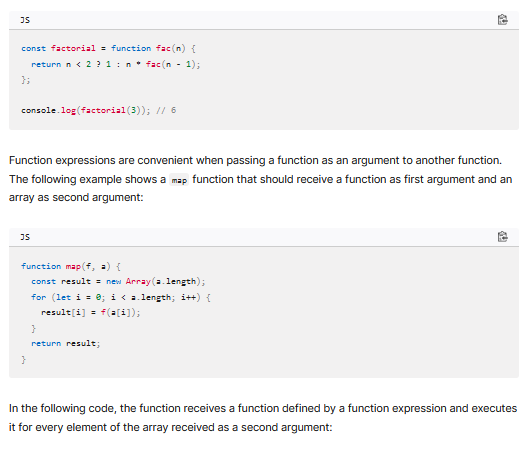 JS
const factorial = function fac(n) {
  return n < 2 ? 1 : n * fac(n - 1);
};
console.log(factorial(3)); // 6
Function expressions are convenient when passing a function as an argument to another function.
The following example shows a map function that should receive a function as first argument and an
array as second argument:
JS
function map(f, a) {
  const result = new Array(a.length);
  for (let i = 0; i < a.length; i++) {
    result[i] = f(a[i]);
  }
  return result;
}
In the following code, the function receives a function defined by a function expression and executes
it for every element of the array received as a second argument: